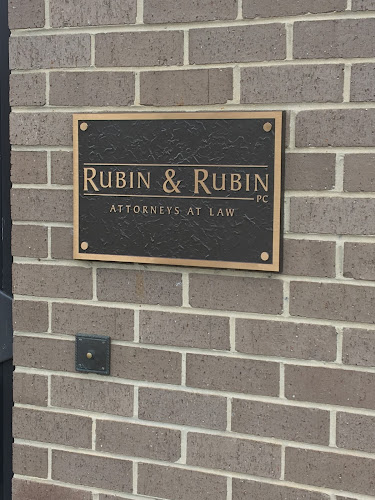 RUBIN & RUBIN
PC
ATTORNEYS AT LAW